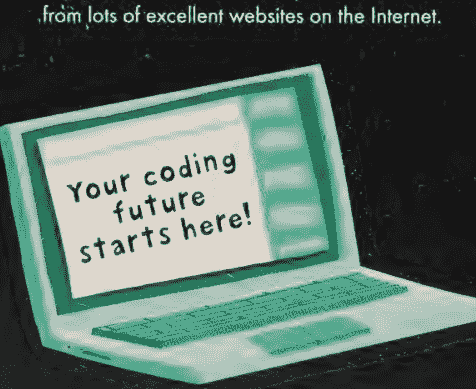 from lots of excellent websites on the Internet.
Your coding
future
starts here!